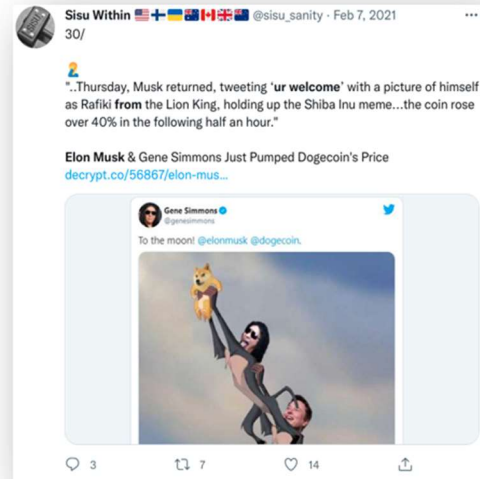 Sisu Within 🇺🇸🇫🇮🇺🇦🇦🇺🇨🇦🇬🇧🇳🇿 @sisu_sanity · Feb 7, 2021 ...
30/
"..Thursday, Musk returned, tweeting ‘ur welcome’ with a picture of himself
as Rafiki from the Lion King, holding up the Shiba Inu meme...the coin rose
over 40% in the following half an hour."
Elon Musk & Gene Simmons Just Pumped Dogecoin's Price
decrypt.co/56867/elon-mus...
Gene Simmons
@genesimmons
To the moon! @elonmusk @dogecoin.
3 7 14